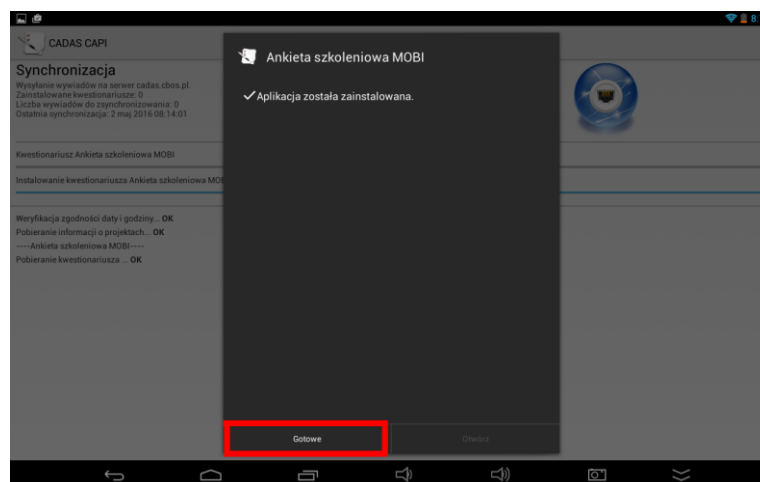 8:
CADAS CAPI
Synchronizacja
Wysyłanie wywiadów na serwer cadas.cbos.pl.
Zainstalowane kwestionariusze: 0
Liczba wywiadów do zsynchronizowania: 0
Ostatnia synchronizacja: 2 maj 2016 08:14:01
Kwestionariusz Ankieta szkoleniowa MOBI
Instalowanie kwestionariusza Ankieta szkoleniowa MOB
Weryfikacja zgodności daty i godziny... OK
Pobieranie informacji o projektach... OK
----Ankieta szkoleniowa MOBI----
Pobieranie kwestionariusza ... OK
Ankieta szkoleniowa MOBI
Aplikacja została zainstalowana.
Gotowe
Otwórz